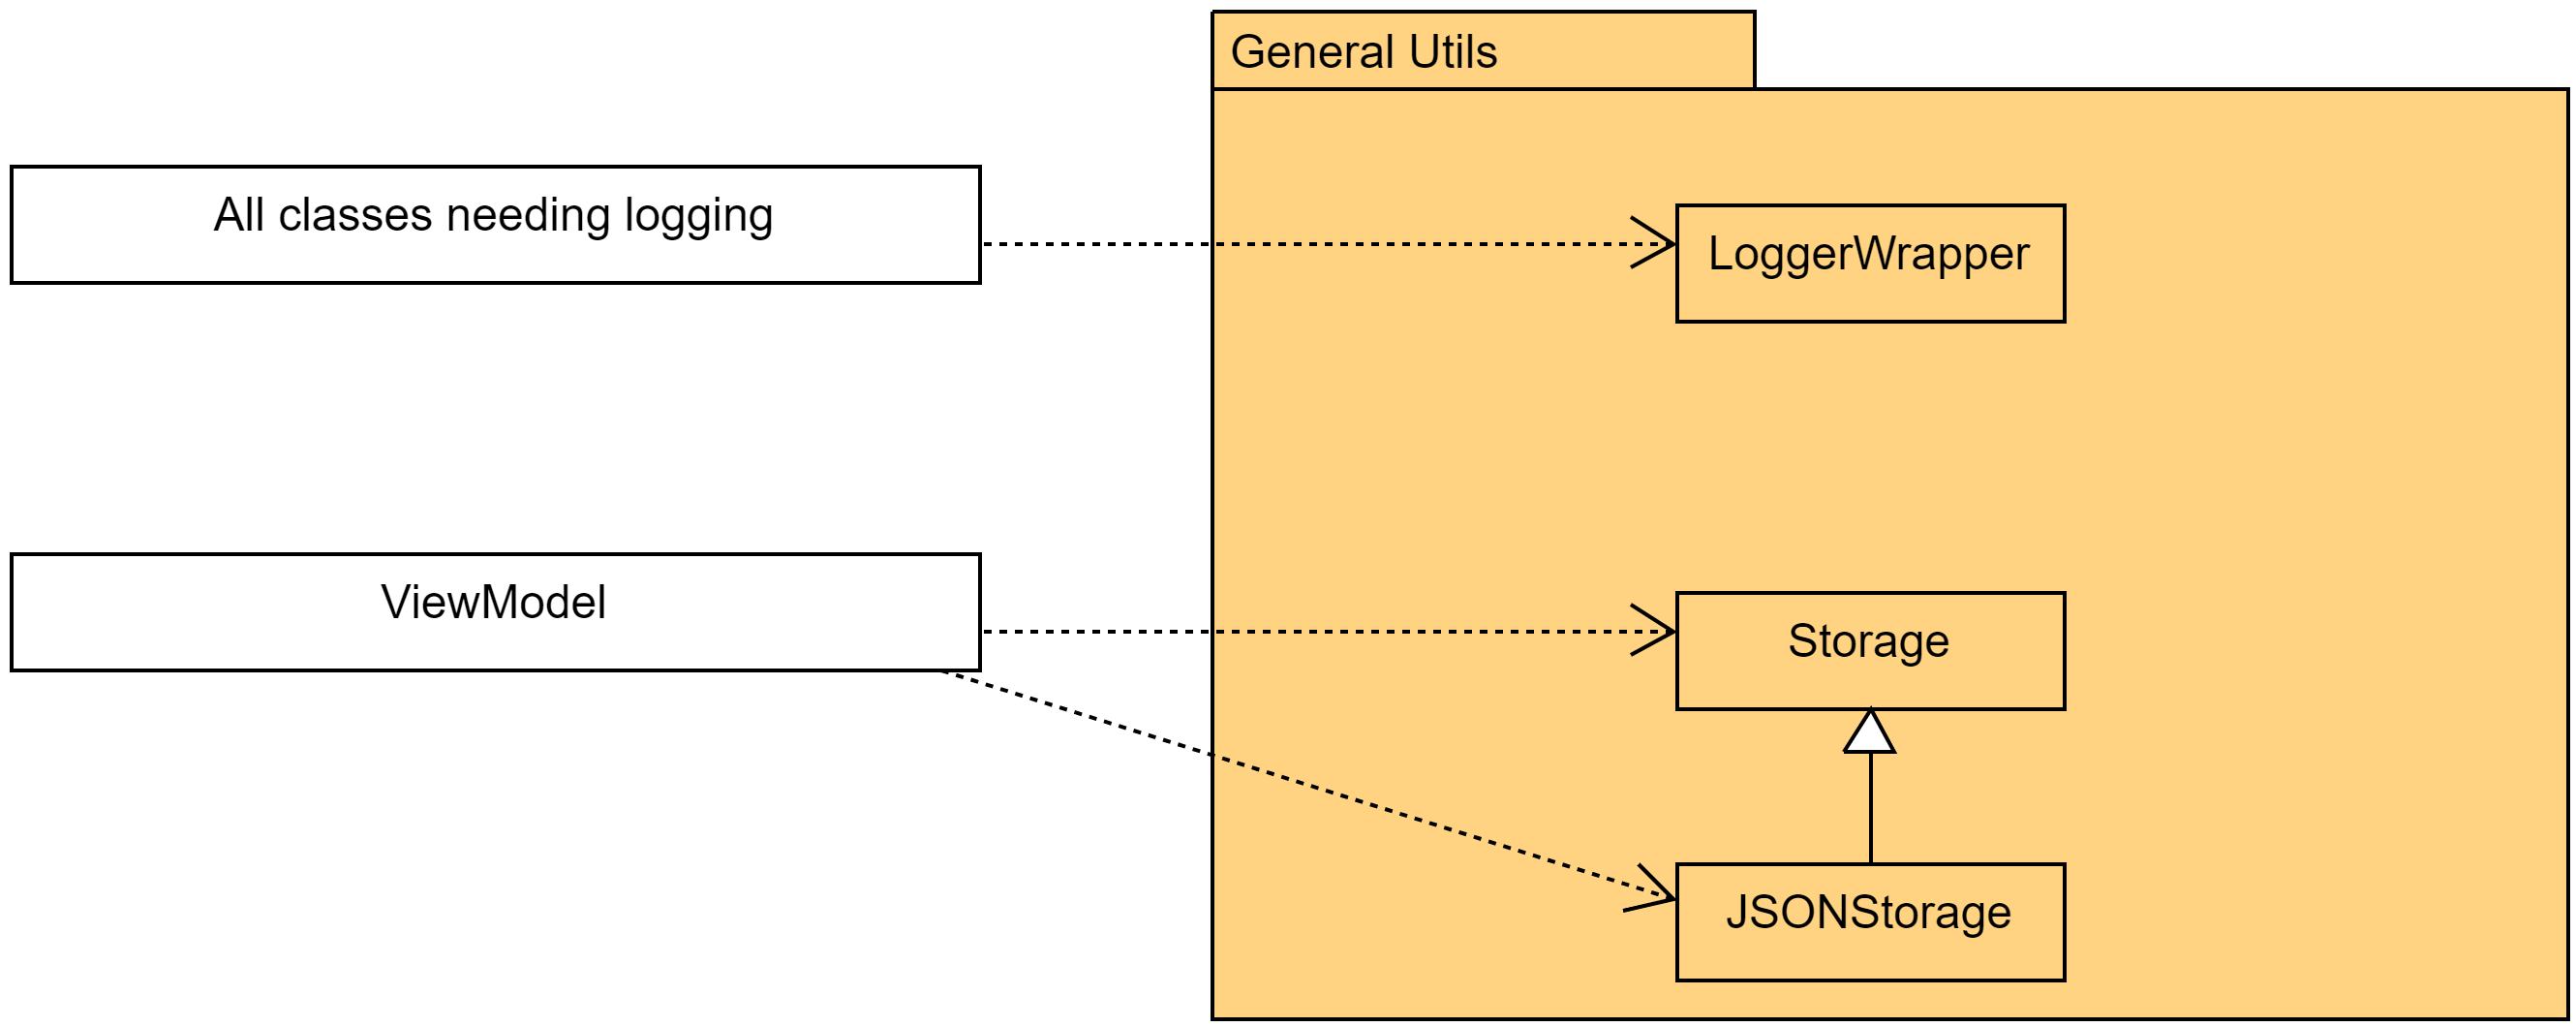 General Utils
All classes needing logging
LoggerWrapper
ViewModel
Storage
JSONStorage